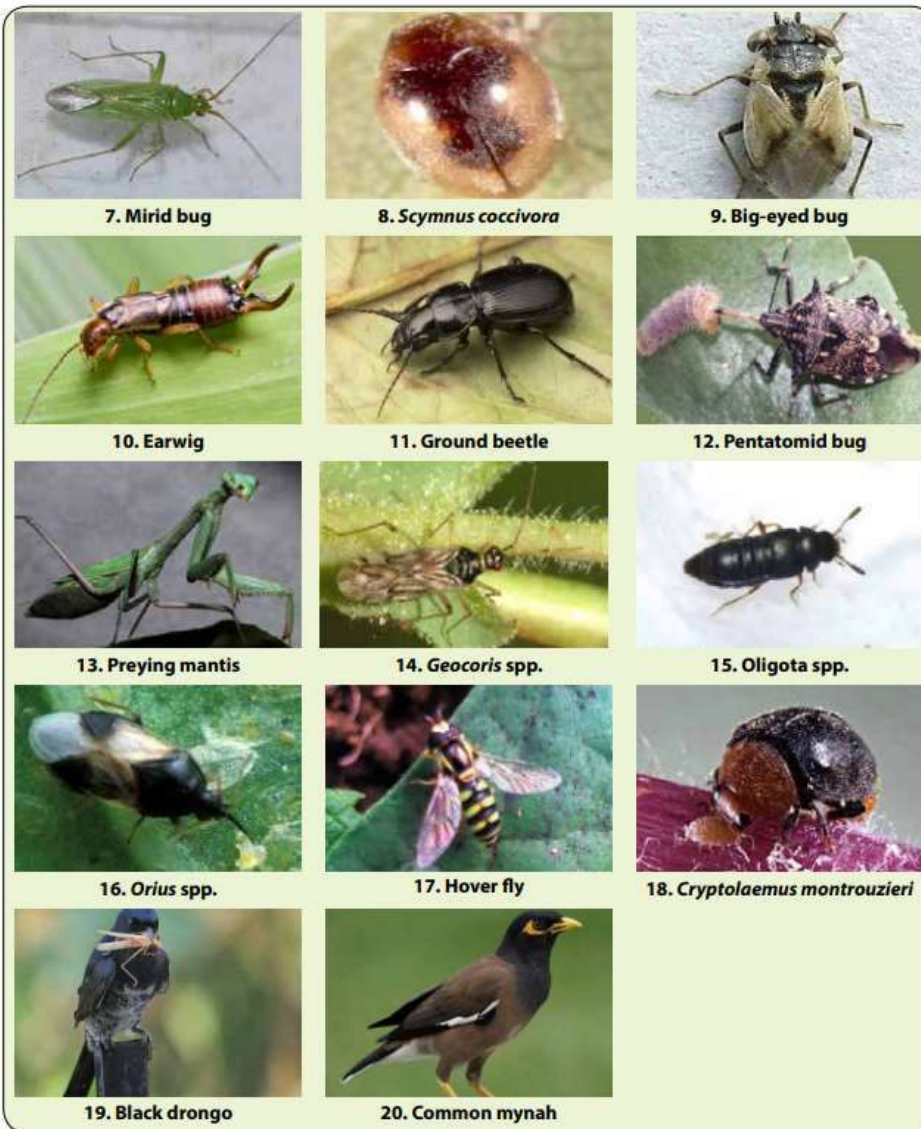 7. Mirid bug
8. Scymnus coccivora
9. Big-eyed bug
10. Earwig
11. Ground beetle
12. Pentatomid bug
13. Preying mantis
14. Geocoris spp.
15. Oligota spp.
16. Orius spp.
17. Hover fly
18. Cryptolaemus montrouzieri
19. Black drongo
20. Common mynah